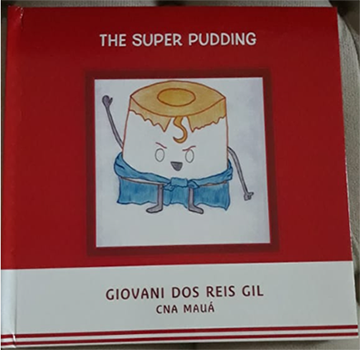 THE SUPER PUDDING
GIOVANI DOS REIS GIL
CNA MAUÁ